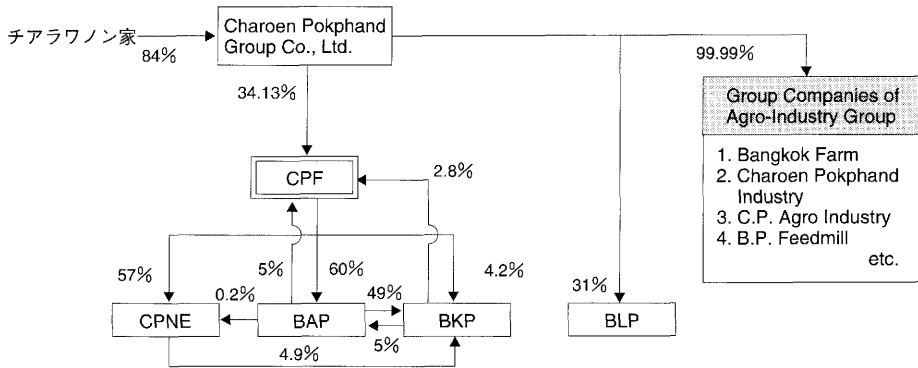 チアラワノン家
84%
Charoen Pokphand
Group Co., Ltd.
99.99%
34.13%
Group Companies of
Agro-Industry Group
1. Bangkok Farm
2. Charoen Pokphand
Industry
3. C.P. Agro Industry
4. B.P. Feedmill
etc.
CPF
2.8%
57%
5%
60%
4.2%
0.2%
49%
31%
CPNE
BAP
BKP
BLP
5%
4.9%